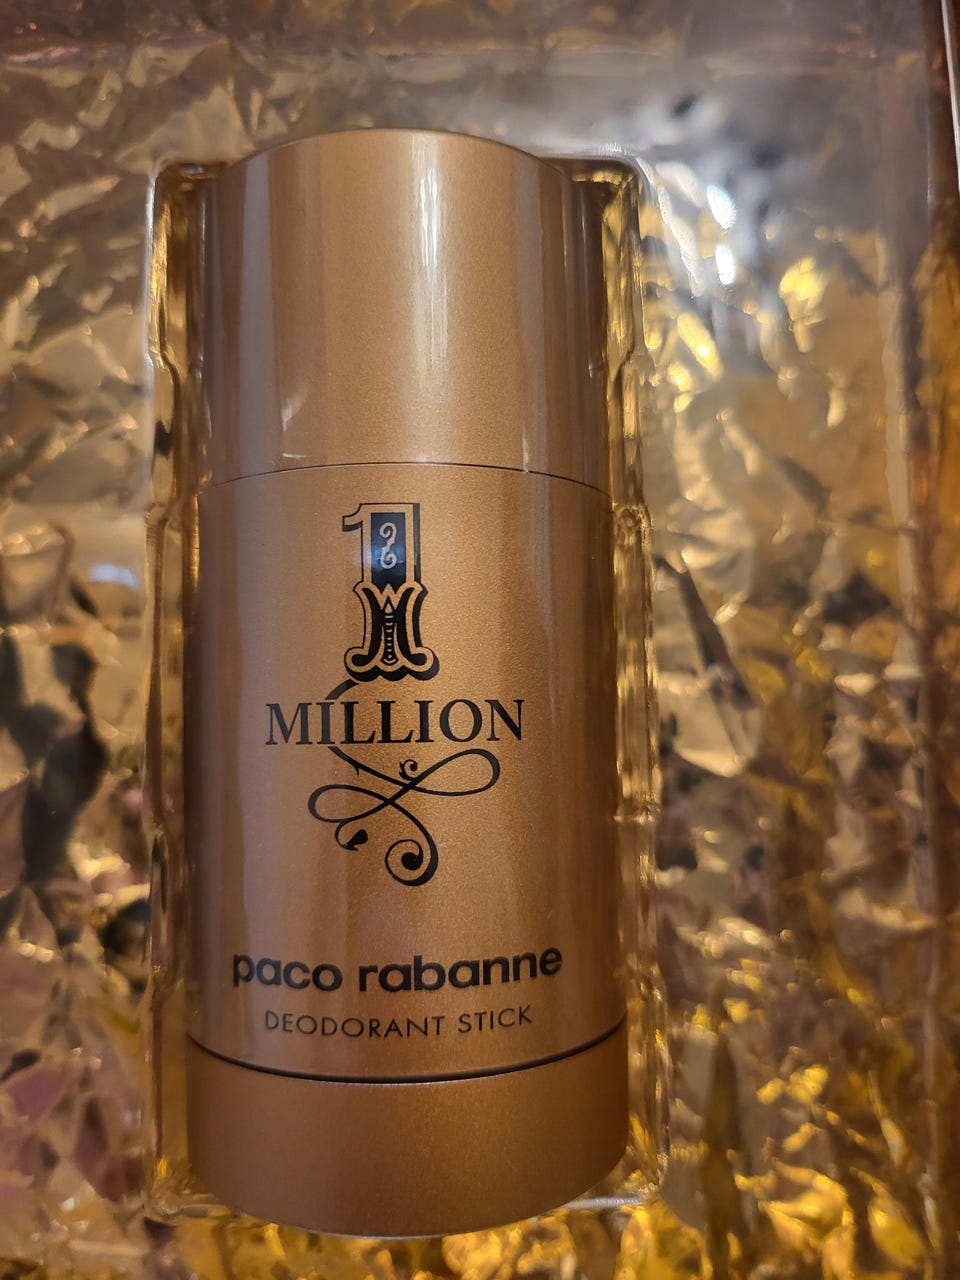 1
MILLION
paco rabanne
DEODORANT STICK